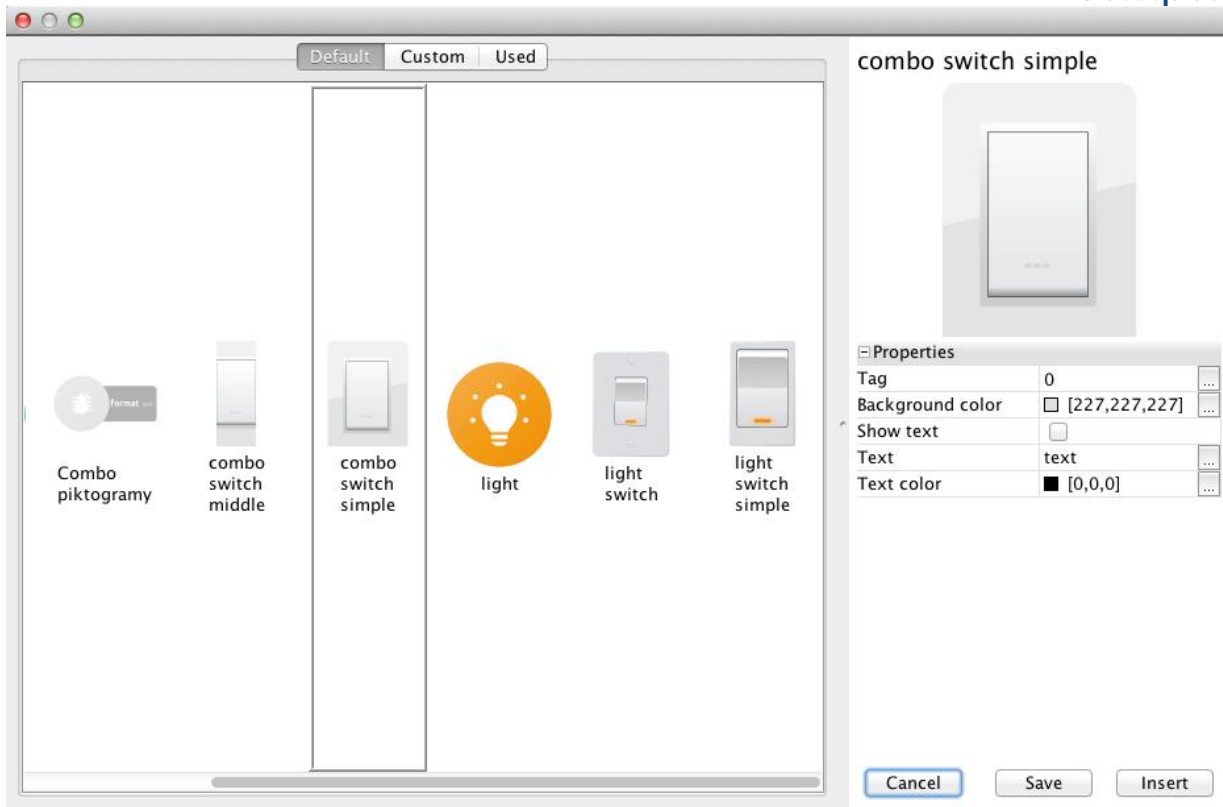 Default Custom Used
Combo
piktogramy
combo
switch
middle
combo
switch
simple
light
light
switch
light
switch
simple
format
combo switch simple
Properties
Tag 0 ...
Background color [227,227,227] ...
Show text
Text text ...
Text color [0,0,0] ...
Cancel Save Insert